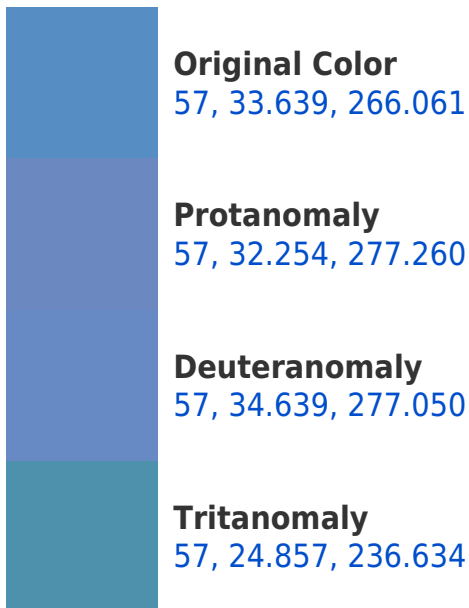 Original Color
57, 33.639, 266.061
Protanomaly
57, 32.254, 277.260
Deuteranomaly
57, 34.639, 277.050
Tritanomaly
57, 24.857, 236.634